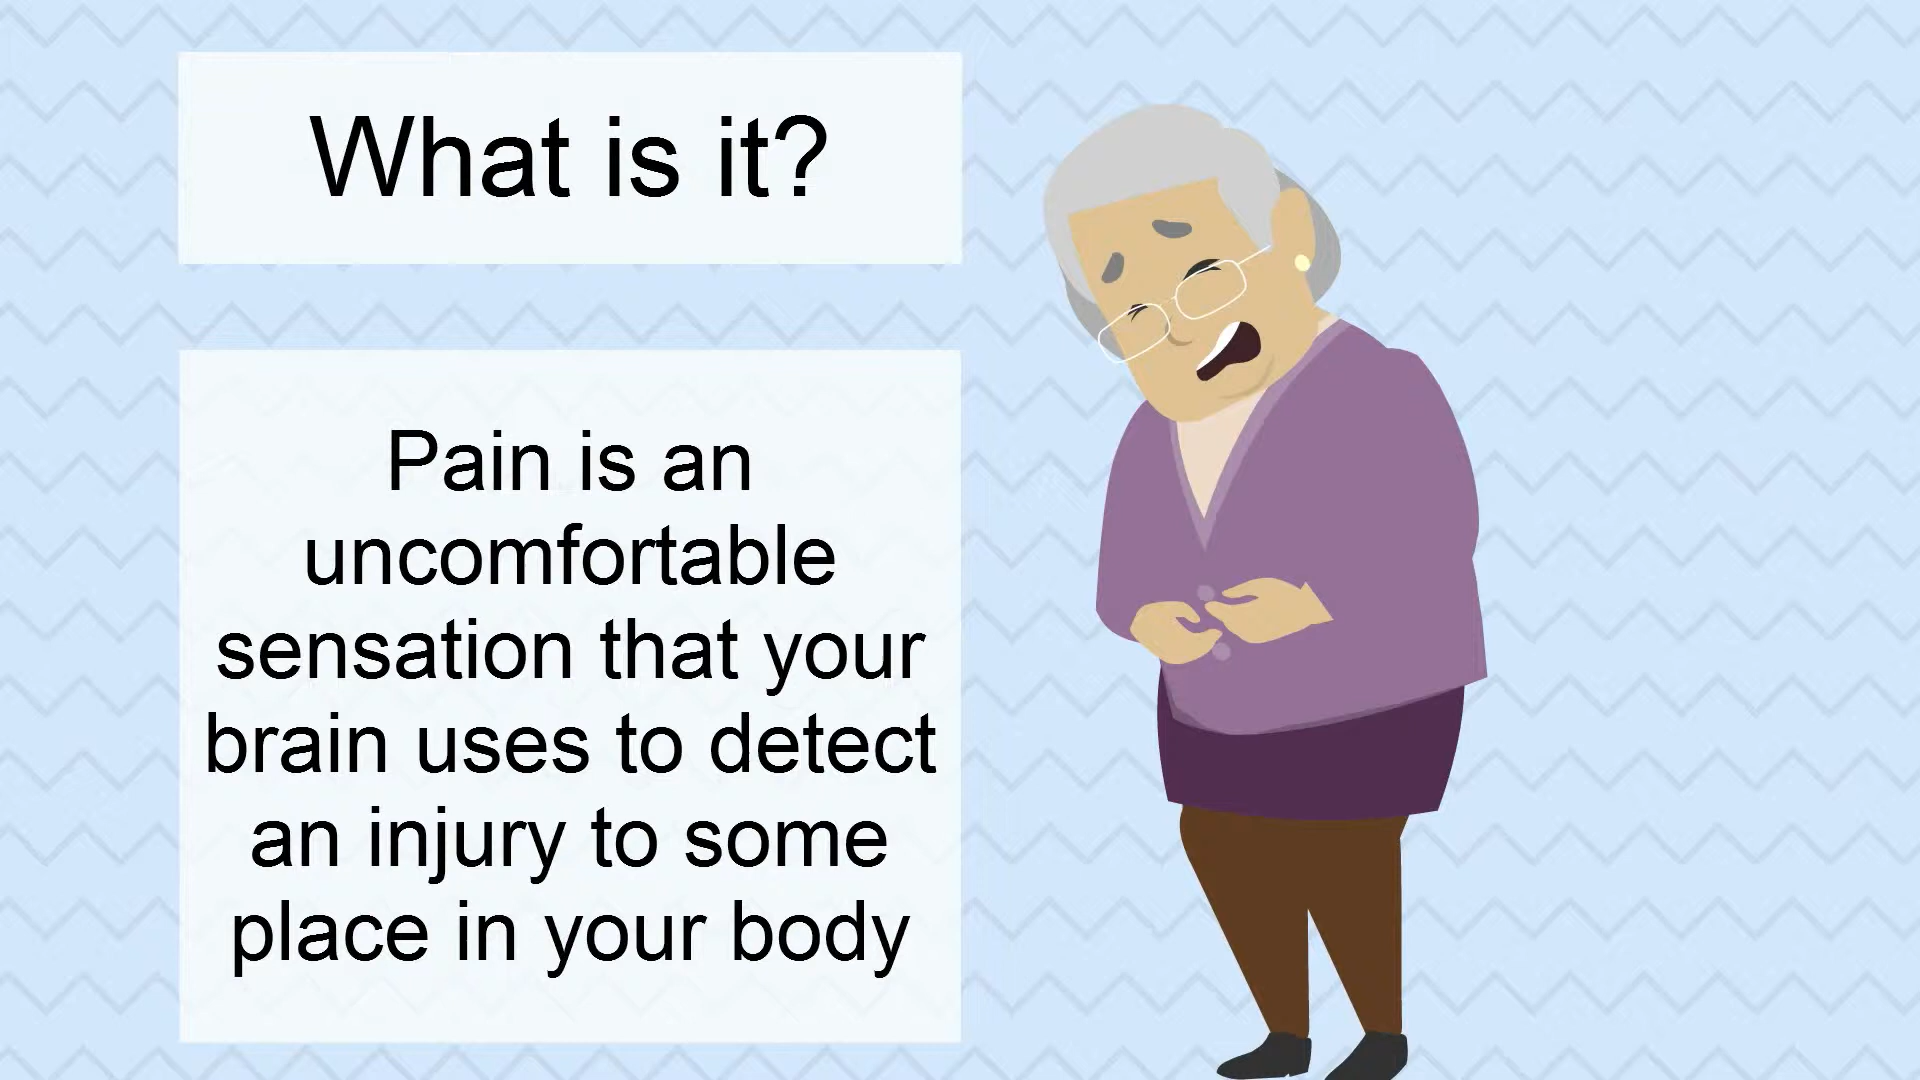 What is it?
Pain is an
uncomfortable
sensation that your
brain uses to detect
an injury to some
place in your body